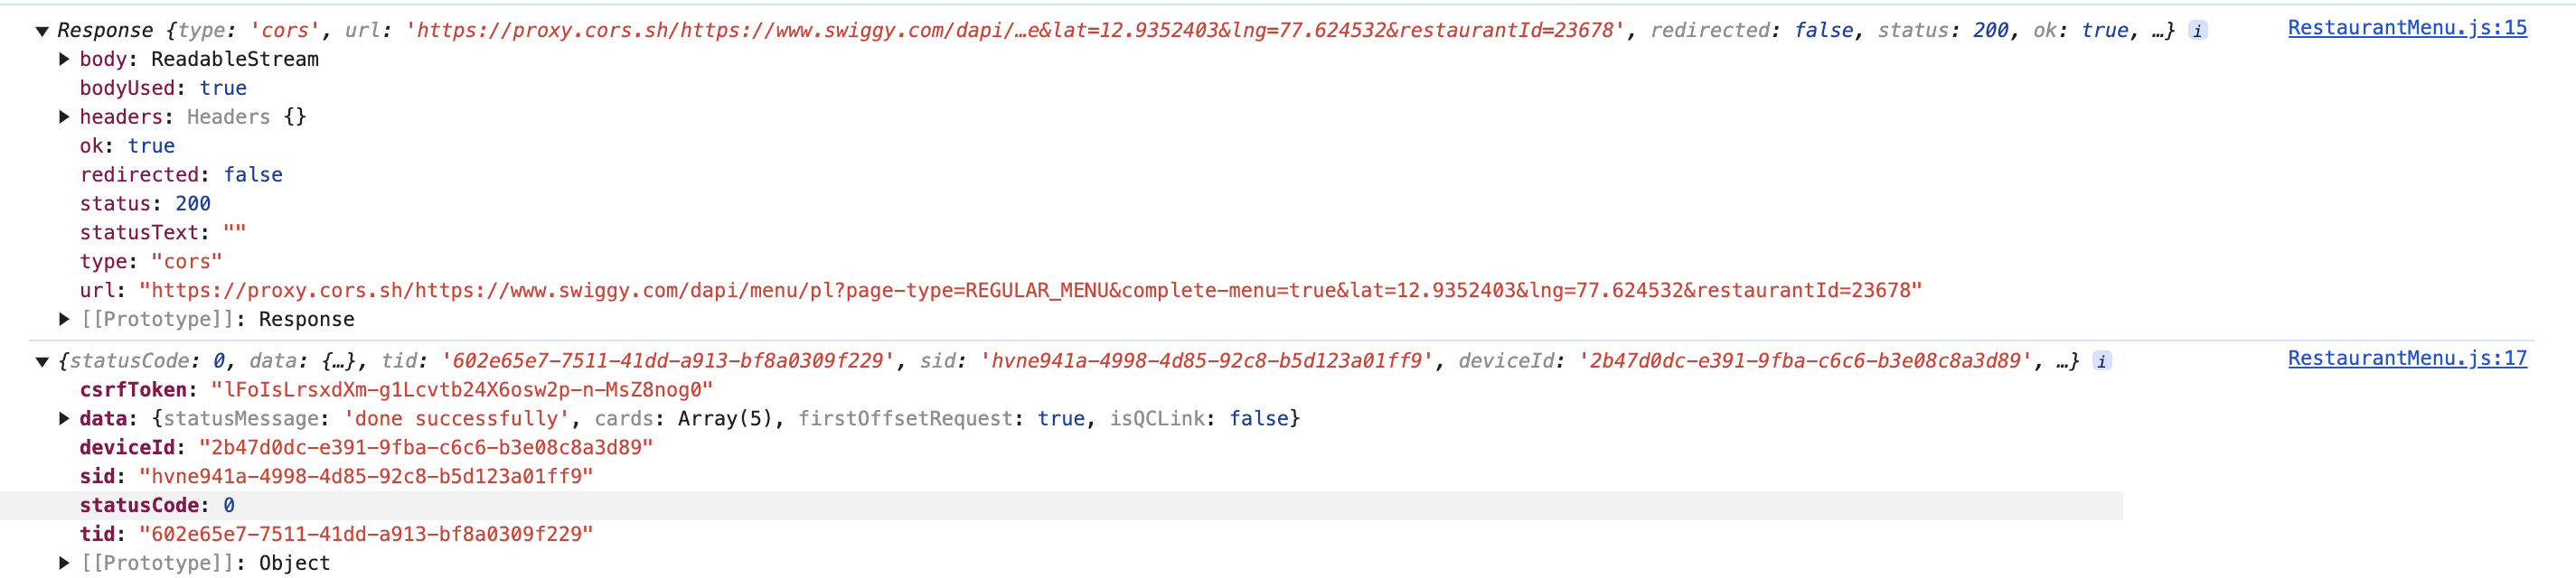 ▼ Response {type: 'cors', url: 'https://proxy.cors.sh/https://www.swiggy.com/dapi/…e&lat=12.9352403&lng=77.624532&restaurantId=23678', redirected: false, status: 200, ok: true, …} i RestaurantMenu.js:15
▶ body: ReadableStream
bodyUsed: true
▶ headers: Headers {}
ok: true
redirected: false
status: 200
statusText: ""
type: "cors"
url: "https://proxy.cors.sh/https://www.swiggy.com/dapi/menu/pl?page-type=REGULAR_MENU&complete-menu=true&lat=12.9352403&lng=77.624532&restaurantId=23678"
▶ [[Prototype]]: Response
▼ {statusCode: 0, data: {…}, tid: '602e65e7-7511-41dd-a913-bf8a0309f229', sid: 'hvne941a-4998-4d85-92c8-b5d123a01ff9', deviceId: '2b47d0dc-e391-9fba-c6c6-b3e08c8a3d89', …} i RestaurantMenu.js:17
csrfToken: "lFoIsLrsxdXm-g1Lcvtb24X6osw2p-n-MsZ8nog0"
▶ data: {statusMessage: 'done successfully', cards: Array(5), firstOffsetRequest: true, isQCLink: false}
deviceId: "2b47d0dc-e391-9fba-c6c6-b3e08c8a3d89"
sid: "hvne941a-4998-4d85-92c8-b5d123a01ff9"
statusCode: 0
tid: "602e65e7-7511-41dd-a913-bf8a0309f229"
▶ [[Prototype]]: Object